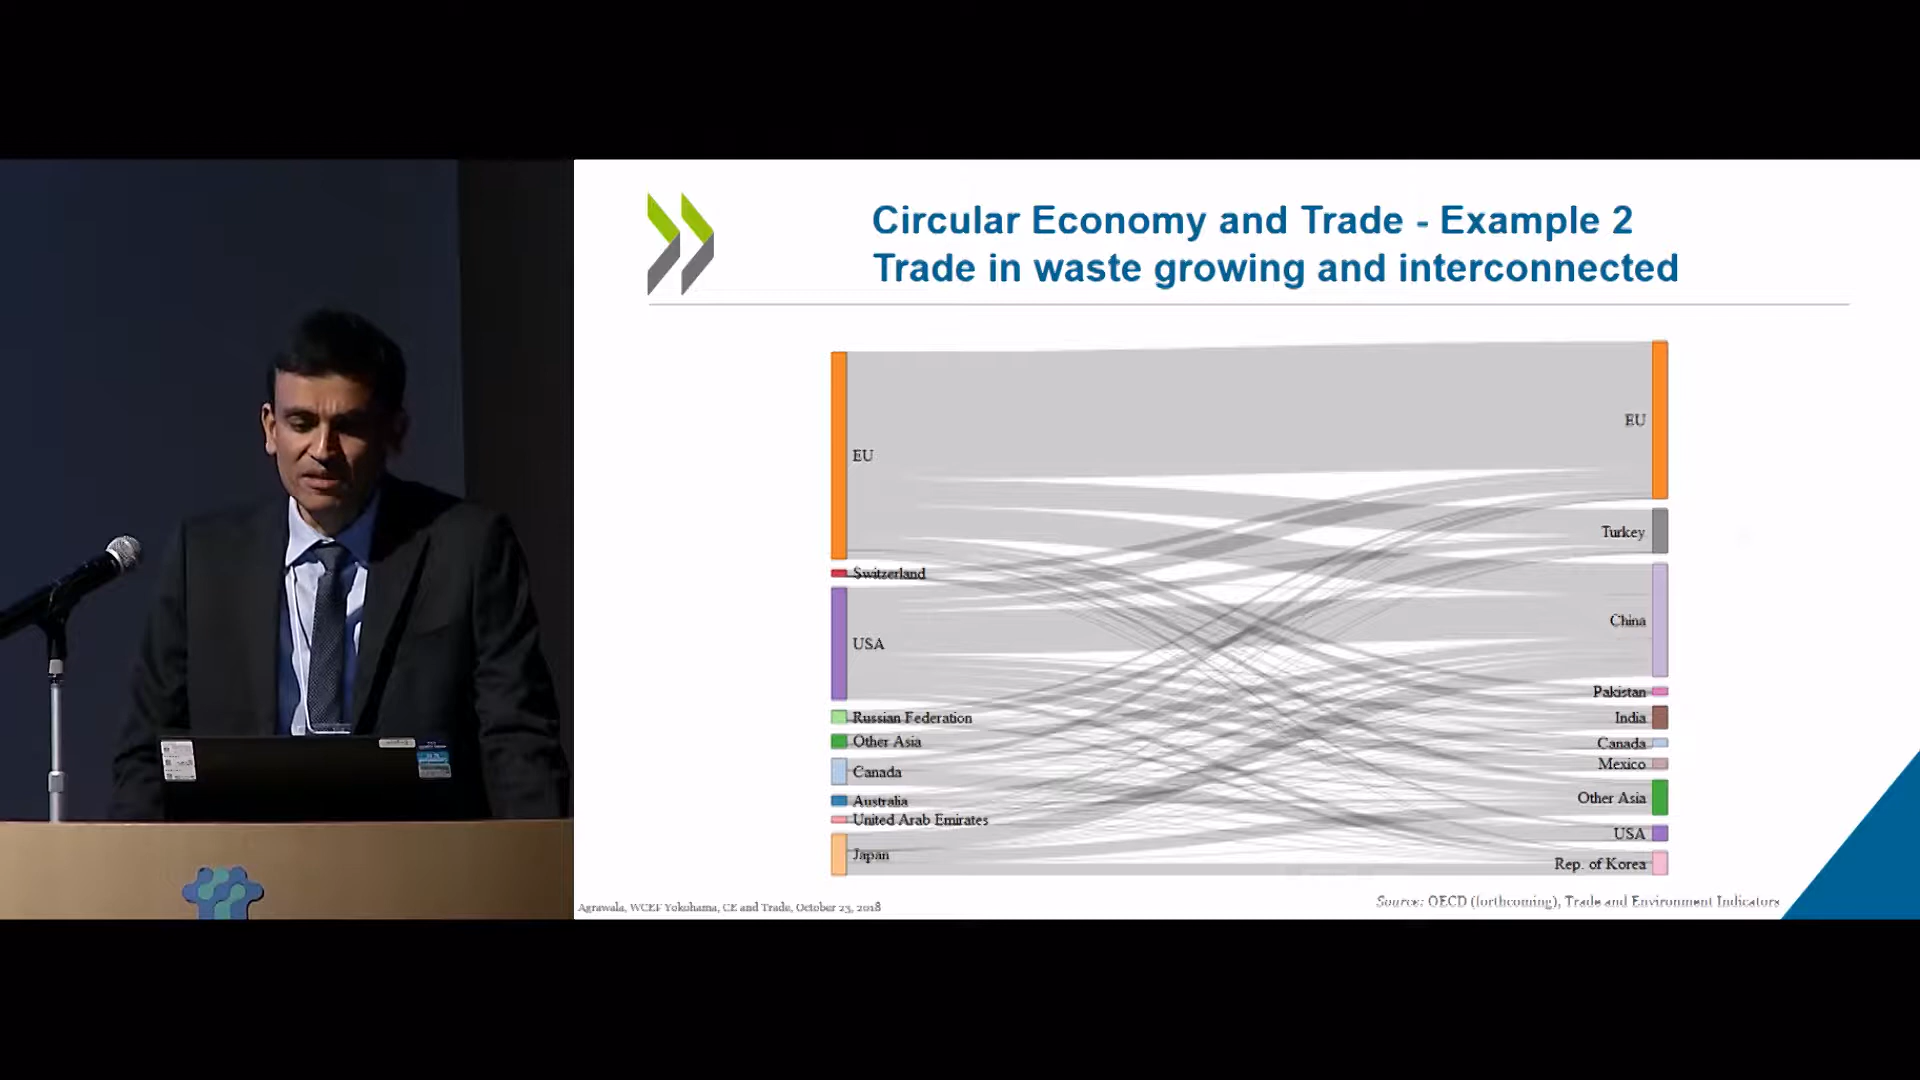 Circular Economy and Trade - Example 2
Trade in waste growing and interconnected
EU
Switzerland
USA
Russian Federation
Other Asia
Canada
Australia
United Arab Emirates
Japan
EU
Turkey
China
Pakistan
India
Canada
Mexico
Other Asia
USA
Rep. of Korea
Agrawala, WCEF Yokohama, CE and Trade, October 23, 2018
Source: OECD (forthcoming), Trade and Environment Indicators